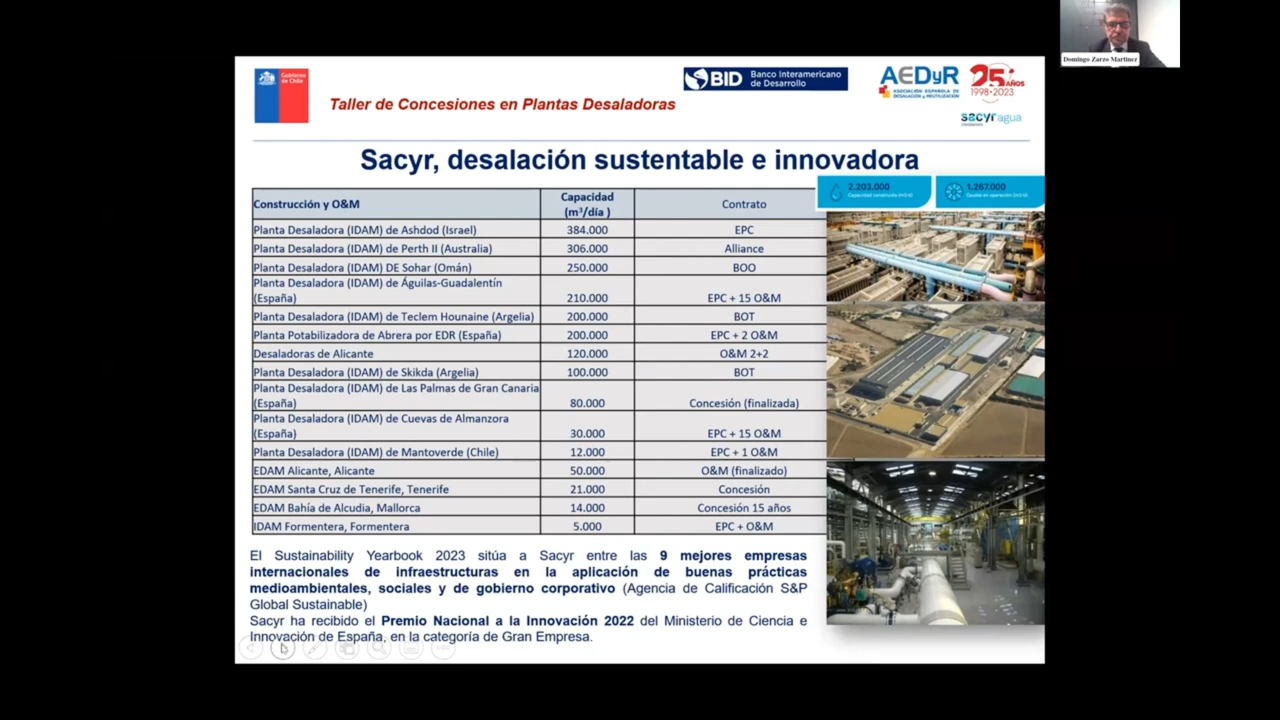 Domingo Zarzo Martínez
Gobierno
de Chile
BID
Banco Interamericano
de Desarrollo
AEDyR
ASOCIACIÓN ESPAÑOLA DE
DESALACIÓN y REUTILIZACIÓN
25 AÑOS
1998·2023
Taller de Concesiones en Plantas Desaladoras
sacyr agua
Sacyr, desalación sustentable e innovadora
2.203.000
1.267.000
Construcción y O&M
Capacidad
(m³/día )
Contrato
Planta Desaladora (IDAM) de Ashdod (Israel) 384.000 EPC
Planta Desaladora (IDAM) de Perth II (Australia) 306.000 Alliance
Planta Desaladora (IDAM) DE Sohar (Omán) 250.000 BOO
Planta Desaladora (IDAM) de Águilas-Guadalentín
(España) 210.000 EPC + 15 O&M
Planta Desaladora (IDAM) de Teclem Hounaine (Argelia) 200.000 BOT
Planta Potabilizadora de Abrera por EDR (España) 200.000 EPC + 2 O&M
Desaladoras de Alicante 120.000 O&M 2+2
Planta Desaladora (IDAM) de Skikda (Argelia) 100.000 BOT
Planta Desaladora (IDAM) de Las Palmas de Gran Canaria
(España) 80.000 Concesión (finalizada)
Planta Desaladora (IDAM) de Cuevas de Almanzora
(España) 30.000 EPC + 15 O&M
Planta Desaladora (IDAM) de Mantoverde (Chile) 12.000 EPC + 1 O&M
EDAM Alicante, Alicante 50.000 O&M (finalizado)
EDAM Santa Cruz de Tenerife, Tenerife 21.000 Concesión
EDAM Bahía de Alcudia, Mallorca 14.000 Concesión 15 años
IDAM Formentera, Formentera 5.000 EPC + O&M
El Sustainability Yearbook 2023 sitúa a Sacyr entre las 9 mejores empresas
internacionales de infraestructuras en la aplicación de buenas prácticas
medioambientales, sociales y de gobierno corporativo (Agencia de Calificación S&P
Global Sustainable)
Sacyr ha recibido el Premio Nacional a la Innovación 2022 del Ministerio de Ciencia e
Innovación de España, en la categoría de Gran Empresa.